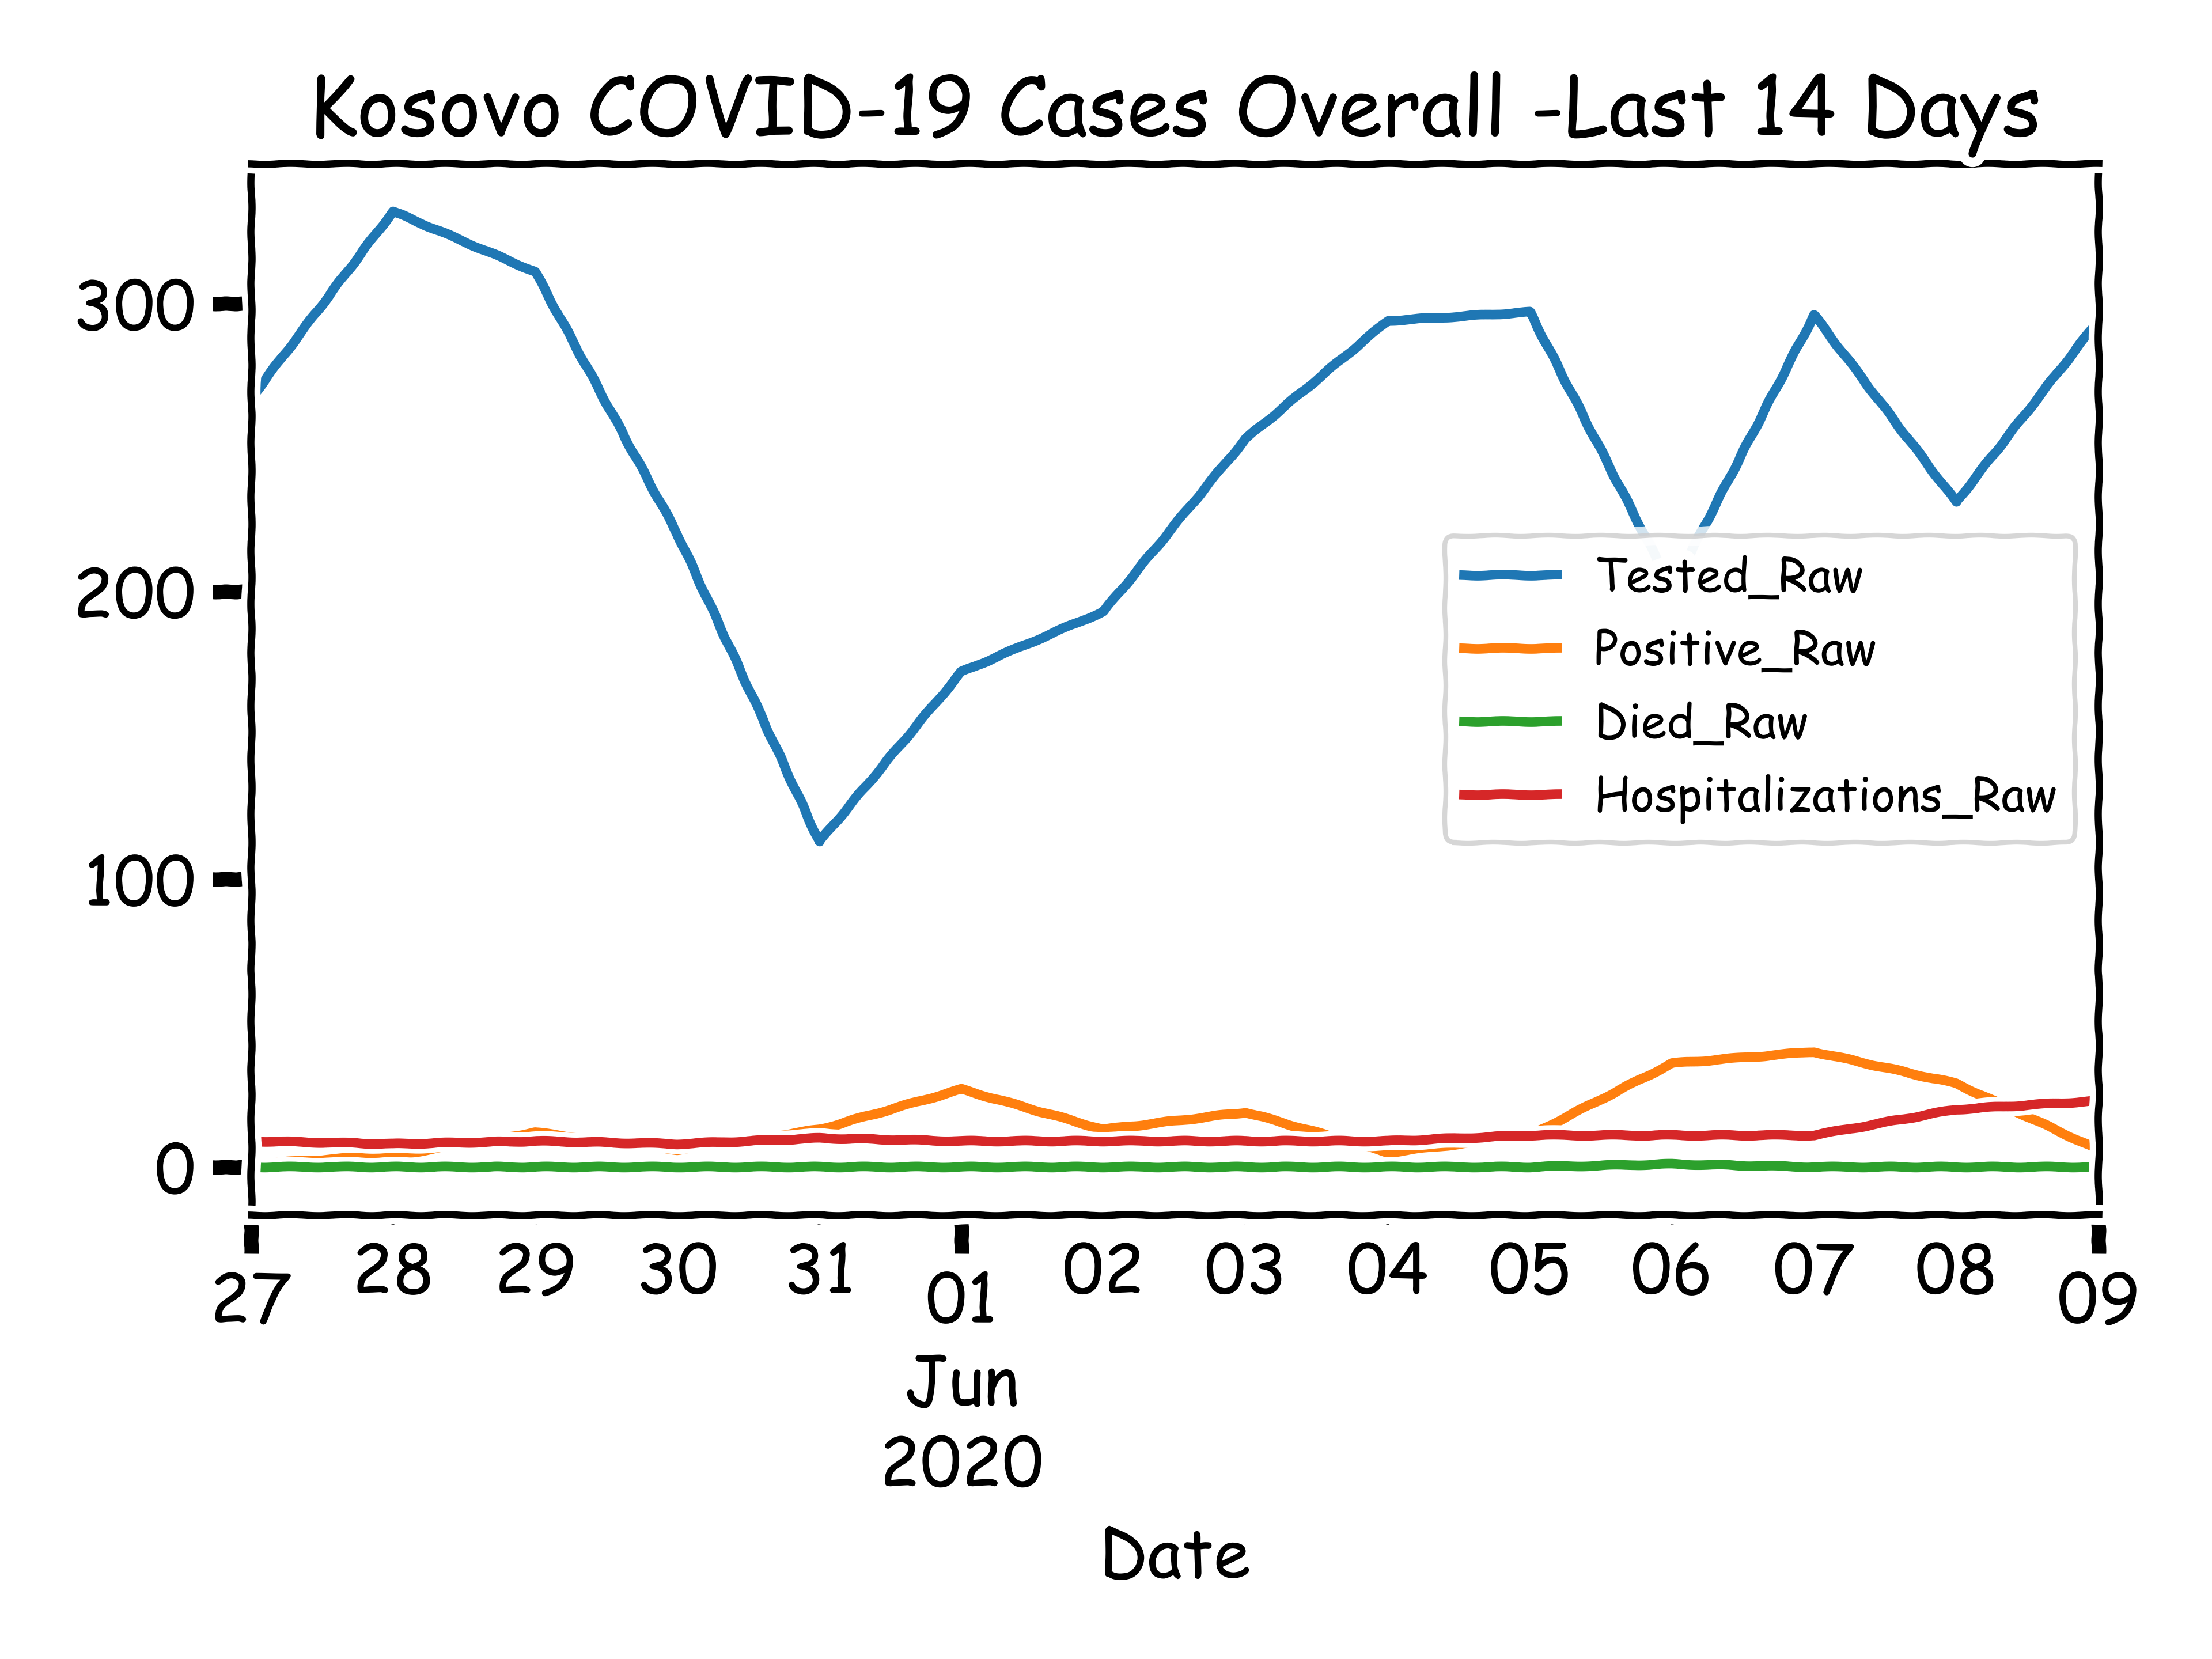 Kosovo COVID-19 Cases Overall -Last 14 Days
300
200
100
0
Tested_Raw
Positive_Raw
Died_Raw
Hospitalizations_Raw
27 28 29 30 31 01 02 03 04 05 06 07 08 09
Jun
2020
Date